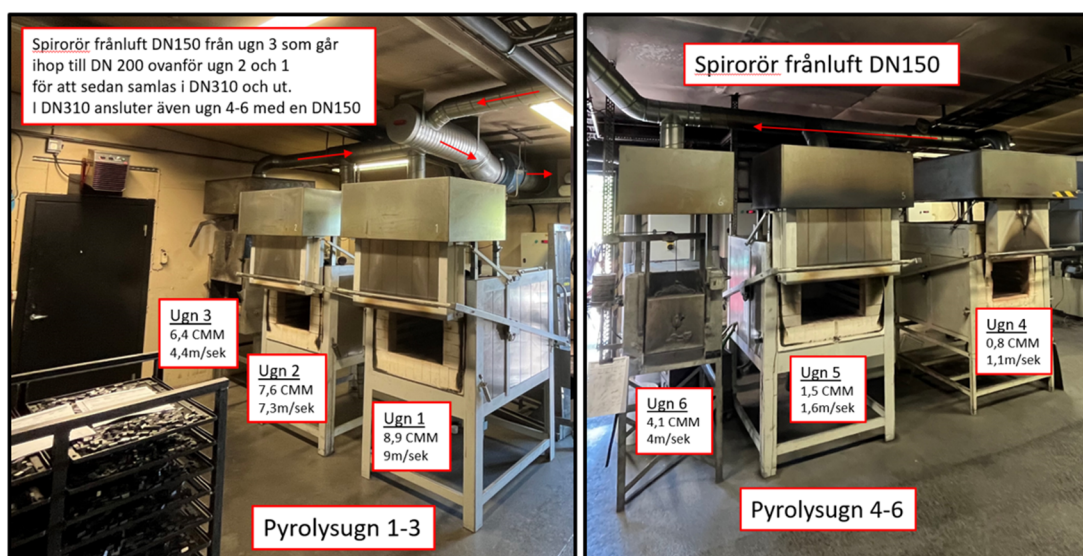 Spirorör frånluft DN150 från ugn 3 som går
ihop till DN 200 ovanför ugn 2 och 1
för att sedan samlas i DN310 och ut.
I DN310 ansluter även ugn 4-6 med en DN150
Ugn 3
6,4 CMM
4,4m/sek
Ugn 2
7,6 CMM
7,3m/sek
Ugn 1
8,9 CMM
9m/sek
Pyrolysugn 1-3
Spirorör frånluft DN150
Ugn 6
4,1 CMM
4m/sek
Ugn 5
1,5 CMM
1,6m/sek
Ugn 4
0,8 CMM
1,1m/sek
Pyrolysugn 4-6